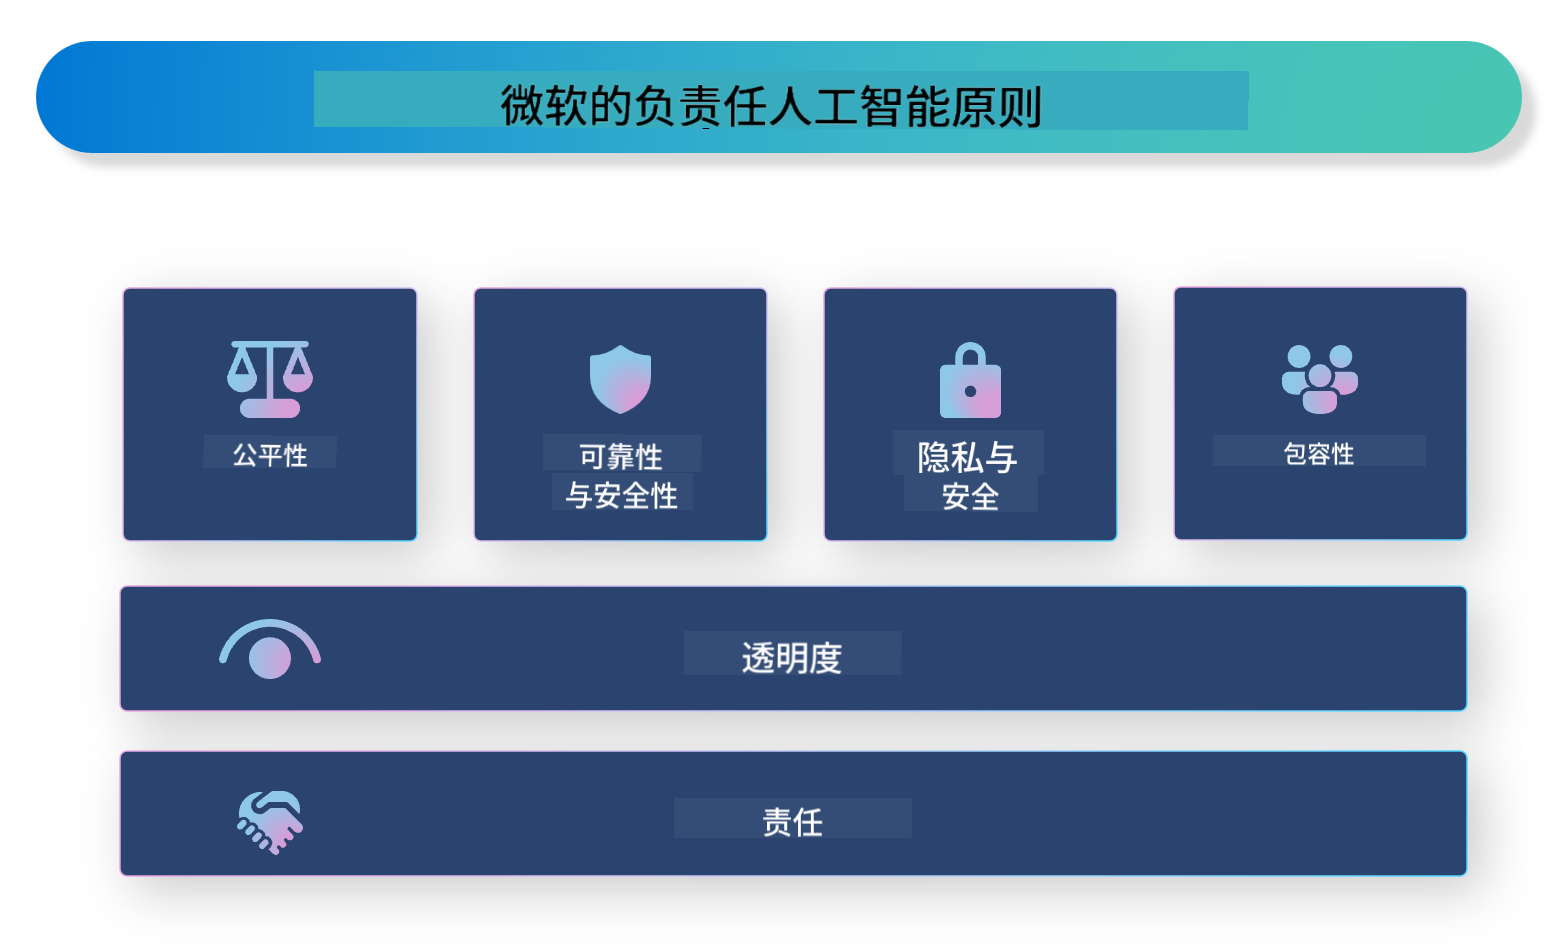 微软的负责任人工智能原则
公平性
可靠性
与安全性
隐私与
安全
包容性
透明度
责任